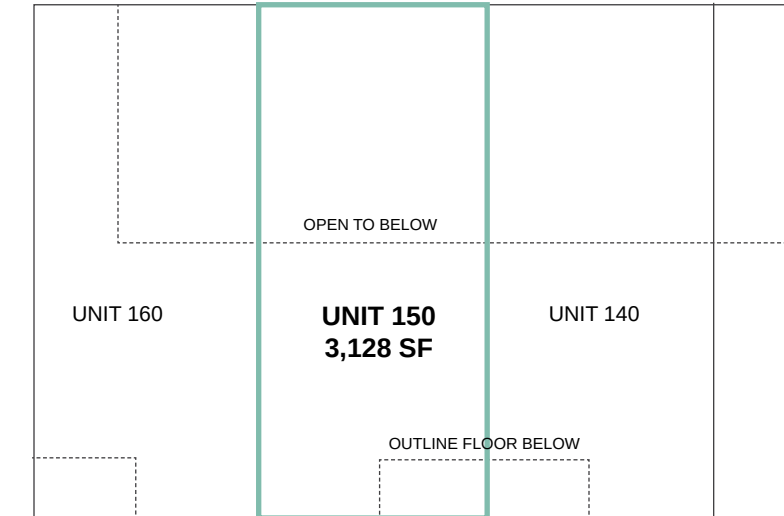 OPEN TO BELOW
UNIT 160
UNIT 150
3,128 SF
UNIT 140
OUTLINE FLOOR BELOW